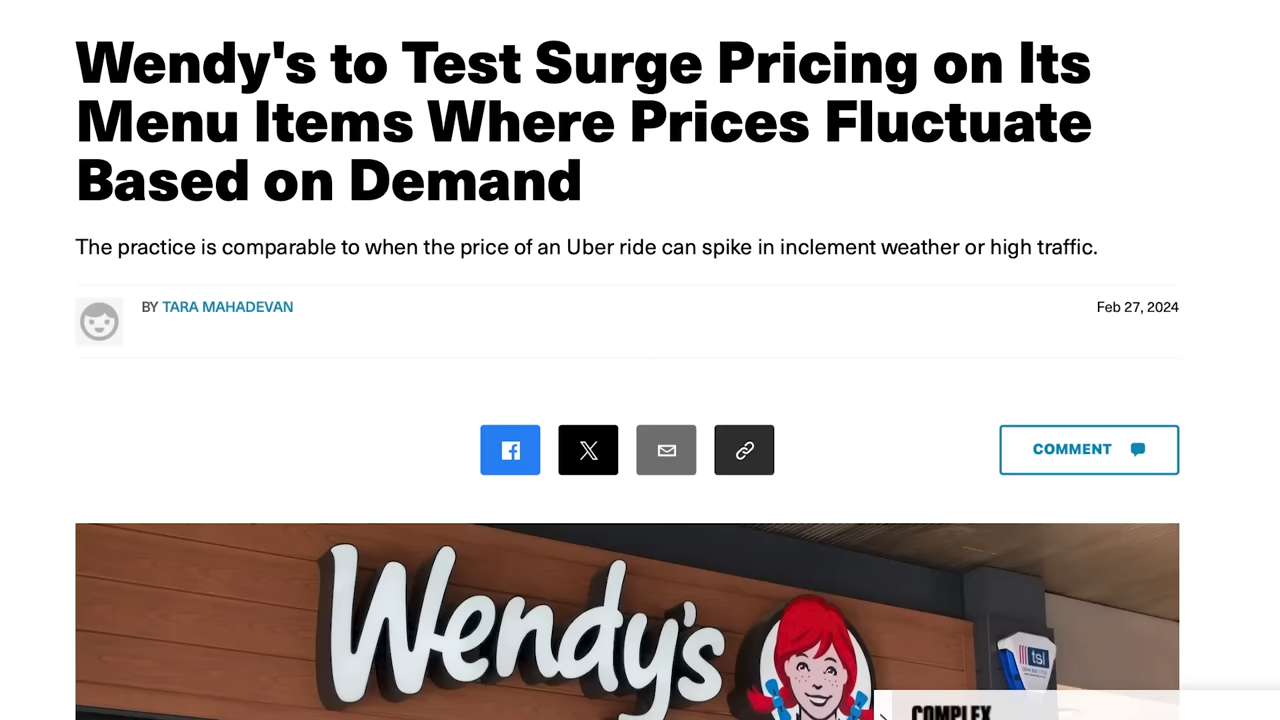 Wendy's to Test Surge Pricing on Its
Menu Items Where Prices Fluctuate
Based on Demand
The practice is comparable to when the price of an Uber ride can spike in inclement weather or high traffic.
BY TARA MAHADEVAN
Feb 27, 2024
COMMENT
Wendy's
tsi
COMPLEX